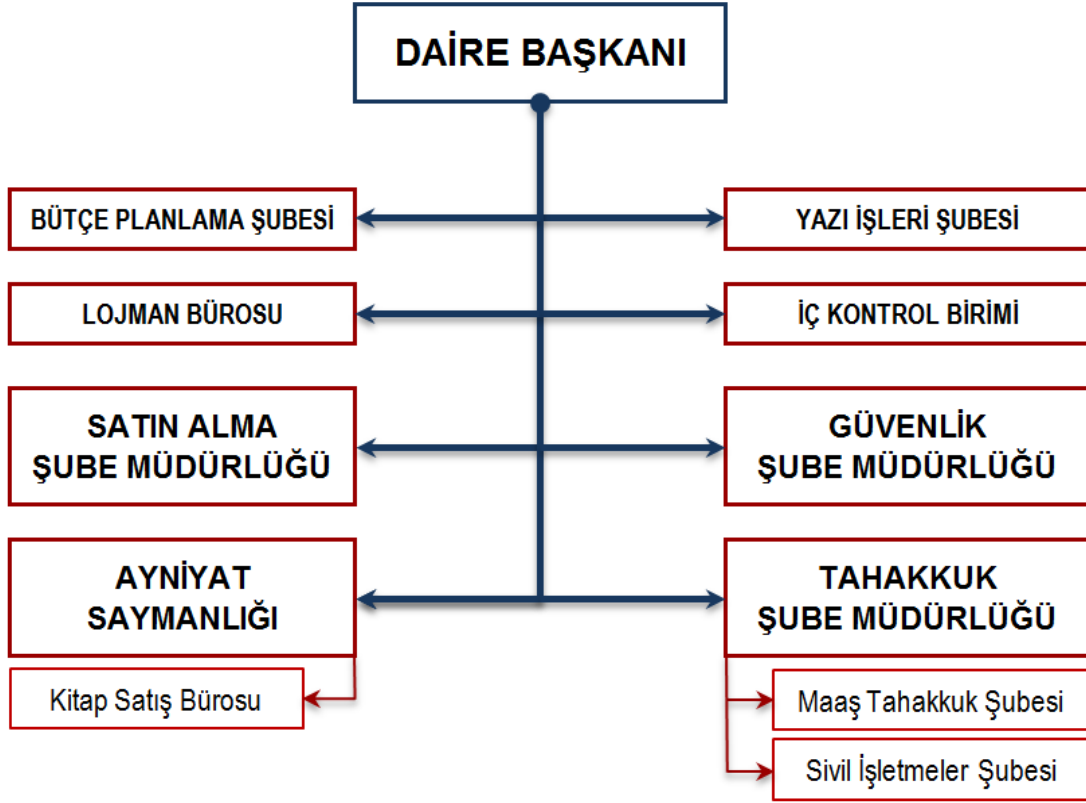 DAİRE BAŞKANI
BÜTÇE PLANLAMA ŞUBESİ
YAZI İŞLERİ ŞUBESİ
LOJMAN BÜROSU
İÇ KONTROL BİRİMİ
SATIN ALMA
ŞUBE MÜDÜRLÜĞÜ
GÜVENLİK
ŞUBE MÜDÜRLÜĞÜ
AYNİYAT
SAYMANLIĞI
TAHAKKUK
ŞUBE MÜDÜRLÜĞÜ
Kitap Satış Bürosu
Maaş Tahakkuk Şubesi
Sivil İşletmeler Şubesi